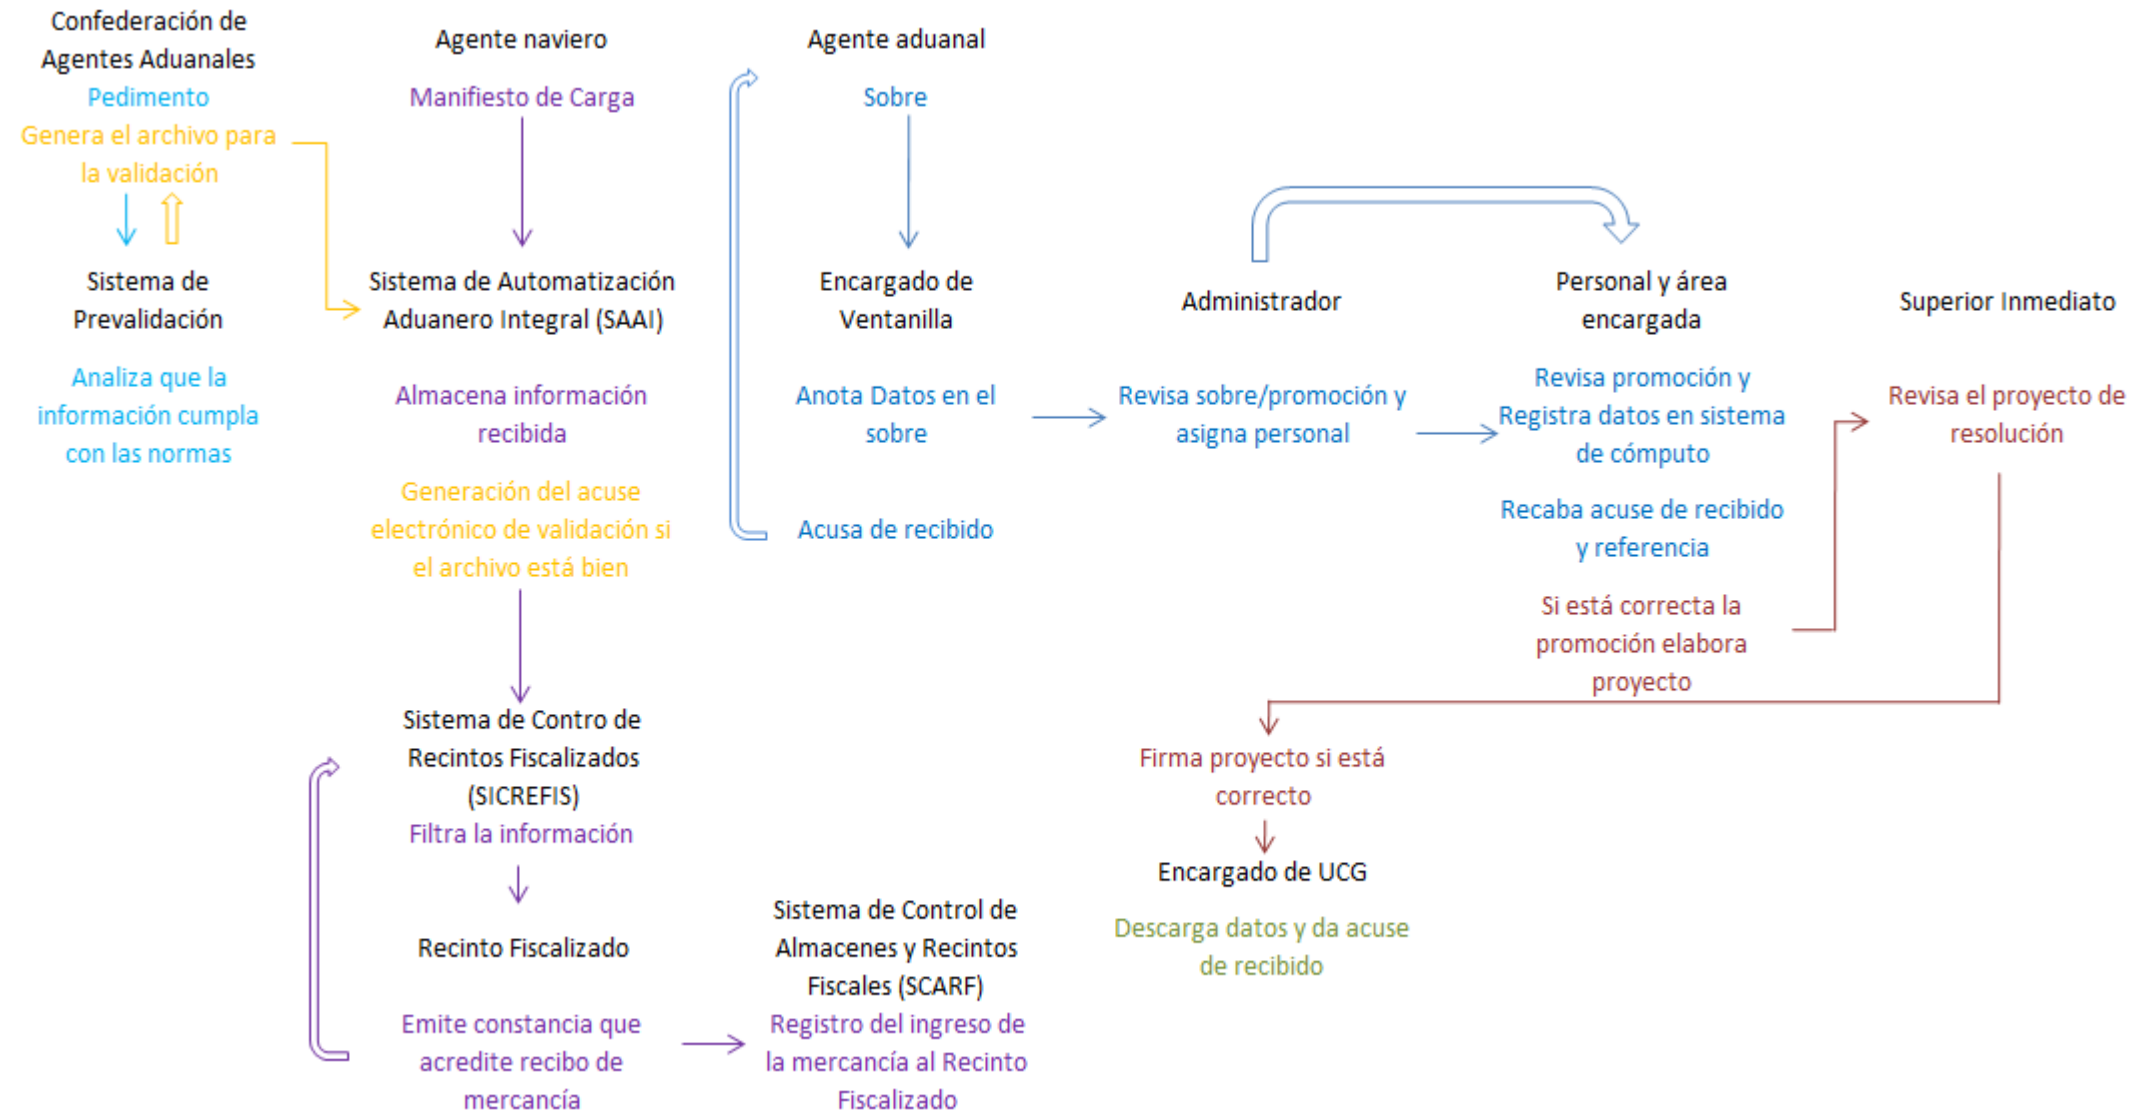 Confederación de
Agentes Aduanales
Pedimento
Genera el archivo para
la validación
Sistema de
Prevalidación
Analiza que la
información cumpla
con las normas
Agente naviero
Manifiesto de Carga
Sistema de Automatización
Aduanero Integral (SAAI)
Almacena información
recibida
Generación del acuse
electrónico de validación si
el archivo está bien
Sistema de Contro de
Recintos Fiscalizados
(SICREFIS)
Filtra la información
Recinto Fiscalizado
Emite constancia que
acredite recibo de
mercancía
Sistema de Control de
Almacenes y Recintos
Fiscales (SCARF)
Registro del ingreso de
la mercancía al Recinto
Fiscalizado
Agente aduanal
Sobre
Encargado de
Ventanilla
Anota Datos en el
sobre
Acusa de recibido
Administrador
Revisa sobre/promoción y
asigna personal
Personal y área
encargada
Revisa promoción y
Registra datos en sistema
de cómputo
Recaba acuse de recibido
y referencia
Si está correcta la
promoción elabora
proyecto
Superior Inmediato
Revisa el proyecto de
resolución
Firma proyecto si está
correcto
Encargado de UCG
Descarga datos y da acuse
de recibido